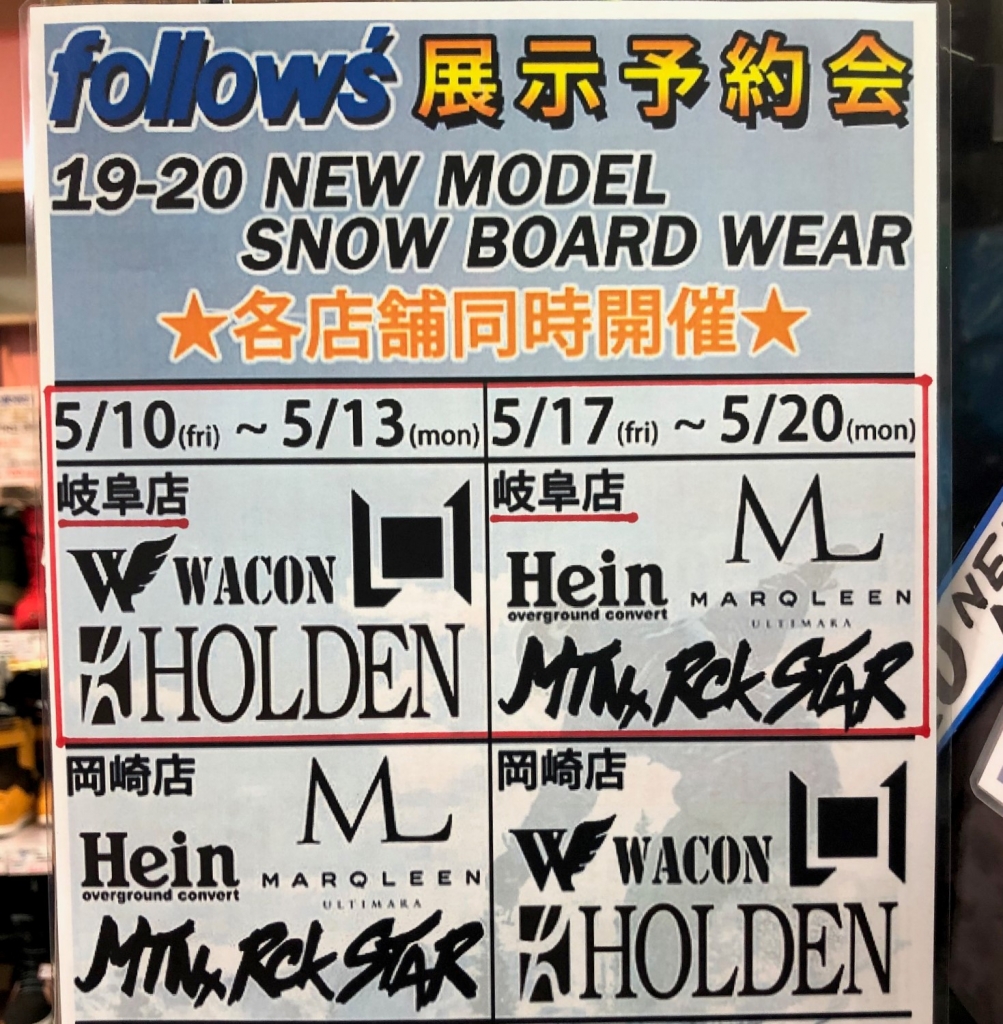 follow's 展示予約会
19-20 NEW MODEL
SNOW BOARD WEAR
★各店舗同時開催★
5/10(fri) ~ 5/13(mon)
5/17(fri) ~ 5/20(mon)
岐阜店
W WACON
HOLDEN
岐阜店
ML
Hein
overground convert
MARQLEEN
ULTIMARA
MTNx RCK STAR
岡崎店
ML
Hein
overground convert
MARQLEEN
ULTIMARA
MTNx RCK STAR
岡崎店
W WACON
HOLDEN